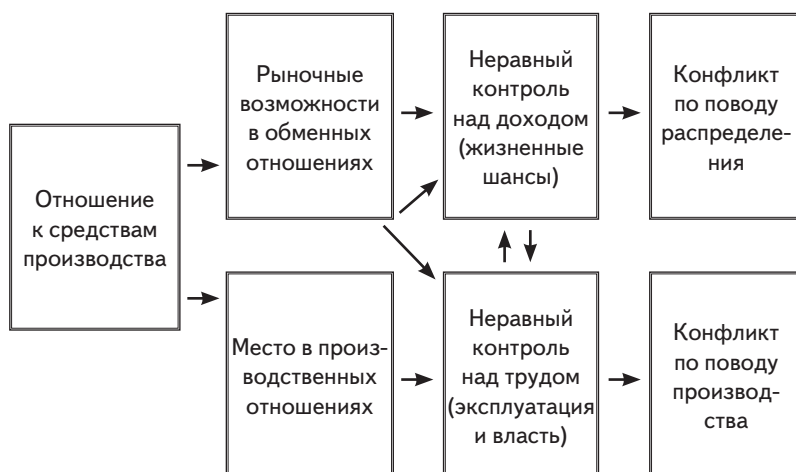 Отношение
к средствам
производства
Рыночные
возможности
в обменных
отношениях
Неравный
контроль
над доходом
(жизненные
шансы)
Конфликт
по поводу
распределе-
ния
Место в произ-
водственных
отношениях
Неравный
контроль
над трудом
(эксплуатация
и власть)
Конфликт
по поводу
производ-
ства